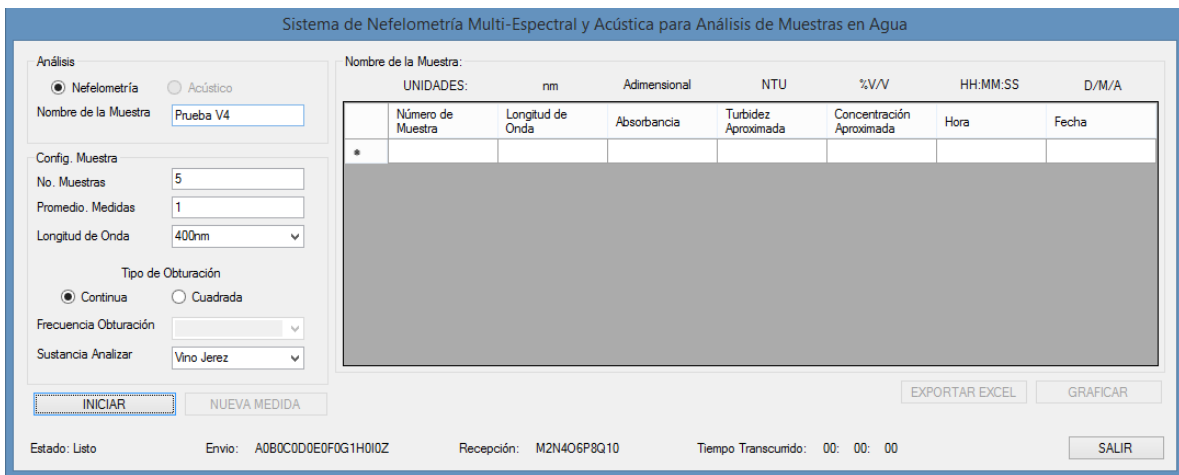 Sistema de Nefelometría Multi-Espectral y Acústica para Análisis de Muestras en Agua
Análisis
Nefelometría Acústico
Nombre de la Muestra Prueba V4
Config. Muestra
No. Muestras 5
Promedio. Medidas 1
Longitud de Onda 400nm
Tipo de Obturación
Continua Cuadrada
Frecuencia Obturación
Sustancia Analizar Vino Jerez
INICIAR NUEVA MEDIDA
Nombre de la Muestra:
UNIDADES: nm Adimensional NTU %V/V HH:MM:SS D/M/A
Número de Muestra Longitud de Onda Absorbancia Turbidez Aproximada Concentración Aproximada Hora Fecha
*
EXPORTAR EXCEL GRAFICAR
Estado: Listo Envio: A0B0C0D0E0F0G1H0I0Z Recepción: M2N4O6P8Q10 Tiempo Transcurrido: 00: 00: 00 SALIR